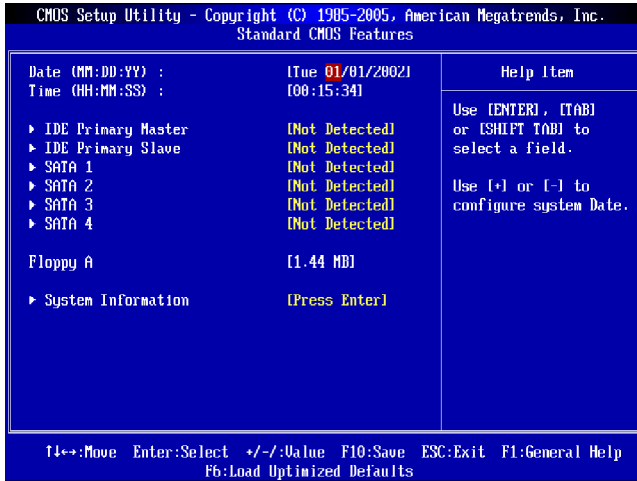 CMOS Setup Utility - Copyright (C) 1985-2005, American Megatrends, Inc.
Standard CMOS Features
Date (MM:DD:YY) : [Tue 01/01/2002]
Time (HH:MM:SS) : [00:15:34]
▶ IDE Primary Master [Not Detected]
▶ IDE Primary Slave [Not Detected]
▶ SATA 1 [Not Detected]
▶ SATA 2 [Not Detected]
▶ SATA 3 [Not Detected]
▶ SATA 4 [Not Detected]
Floppy A [1.44 MB]
▶ System Information [Press Enter]
Help Item
Use [ENTER], [TAB]
or [SHIFT TAB] to
select a field.
Use [+] or [-] to
configure system Date.
↑↓←→:Move Enter:Select +/-/:Value F10:Save ESC:Exit F1:General Help
F6:Load Optimized Defaults